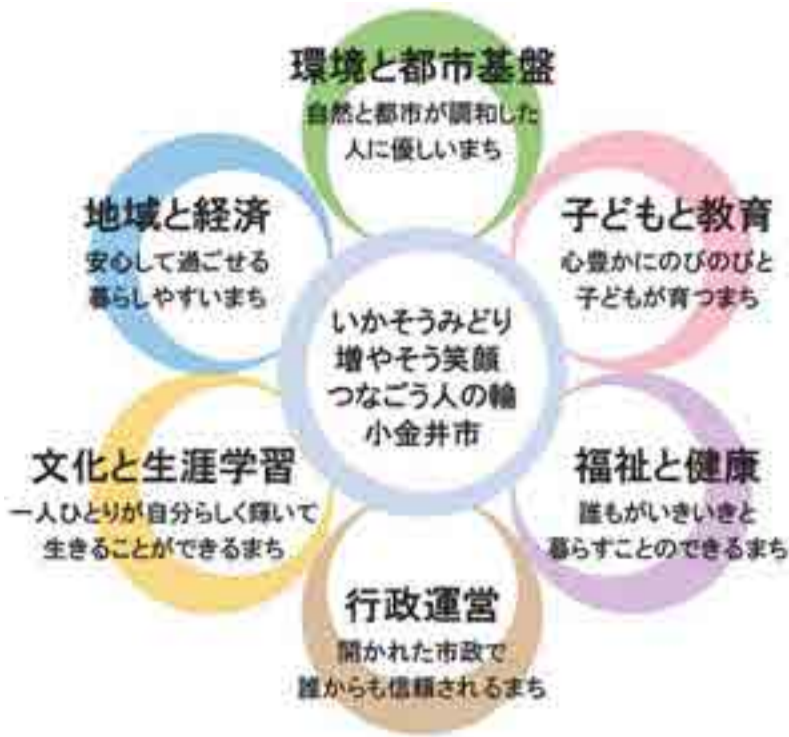 環境と都市基盤
自然と都市が調和した
人に優しいまち
子どもと教育
心豊かにのびのびと
子どもが育つまち
福祉と健康
誰もがいきいきと
暮らすことのできるまち
行政運営
開かれた市政で
誰からも信頼されるまち
文化と生涯学習
一人ひとりが自分らしく輝いて
生きることができるまち
地域と経済
安心して過ごせる
暮らしやすいまち
いかそうみどり
増やそう笑顔
つなごう人の輪
小金井市